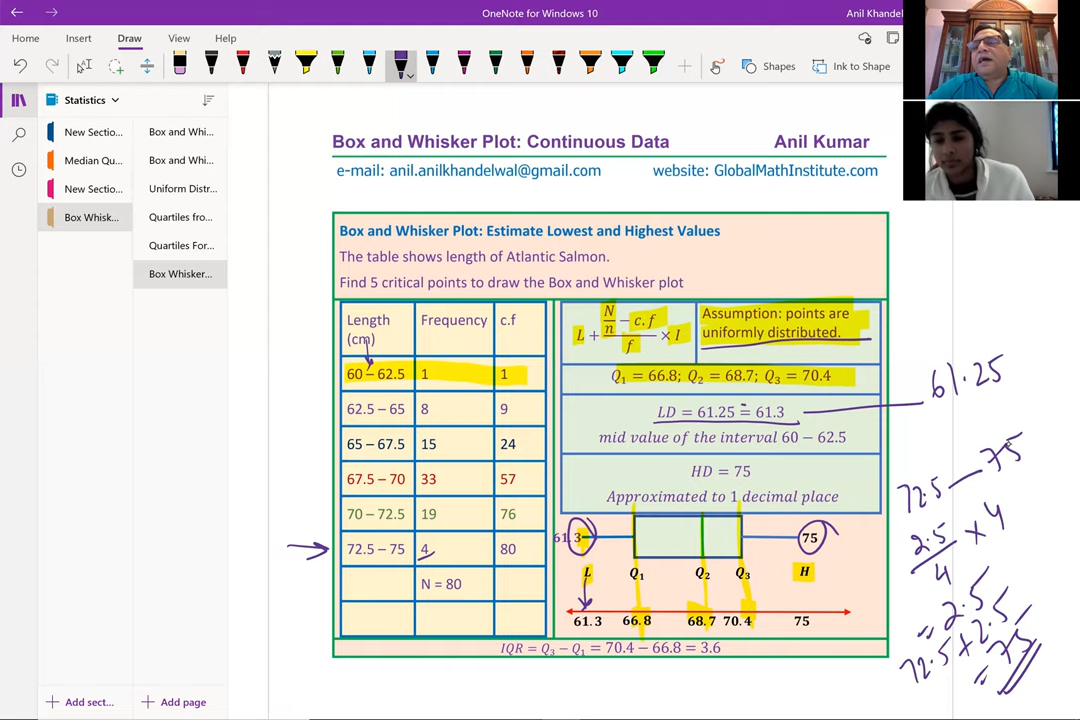 OneNote for Windows 10
Anil Khandel
Home Insert Draw View Help
Shapes Ink to Shape
Statistics
New Sectio...
Median Qu...
New Sectio...
Box Whisk...
Box and Whi...
Box and Whi...
Uniform Distr...
Quartiles fro...
Quartiles For...
Box Whisker...
Add sect...
Add page
Box and Whisker Plot: Continuous Data Anil Kumar
e-mail: anil.anilkhandelwal@gmail.com website: GlobalMathInstitute.com
Box and Whisker Plot: Estimate Lowest and Highest Values
The table shows length of Atlantic Salmon.
Find 5 critical points to draw the Box and Whisker plot
Length (cm) Frequency c.f
60 – 62.5 1 1
62.5 – 65 8 9
65 – 67.5 15 24
67.5 – 70 33 57
70 – 72.5 19 76
72.5 – 75 4 80
N = 80
L + (N/n − c.f)/f × I
Assumption: points are
uniformly distributed.
Q₁ = 66.8; Q₂ = 68.7; Q₃ = 70.4
LD = 61.25 = 61.3
mid value of the interval 60 – 62.5
HD = 75
Approximated to 1 decimal place
61.3 75
L Q₁ Q₂ Q₃ H
61.3 66.8 68.7 70.4 75
IQR = Q₃ − Q₁ = 70.4 − 66.8 = 3.6
61.25
72.5 — 75
2.5/4 × 4
= 2.5
72.5 + 2.5
= 75